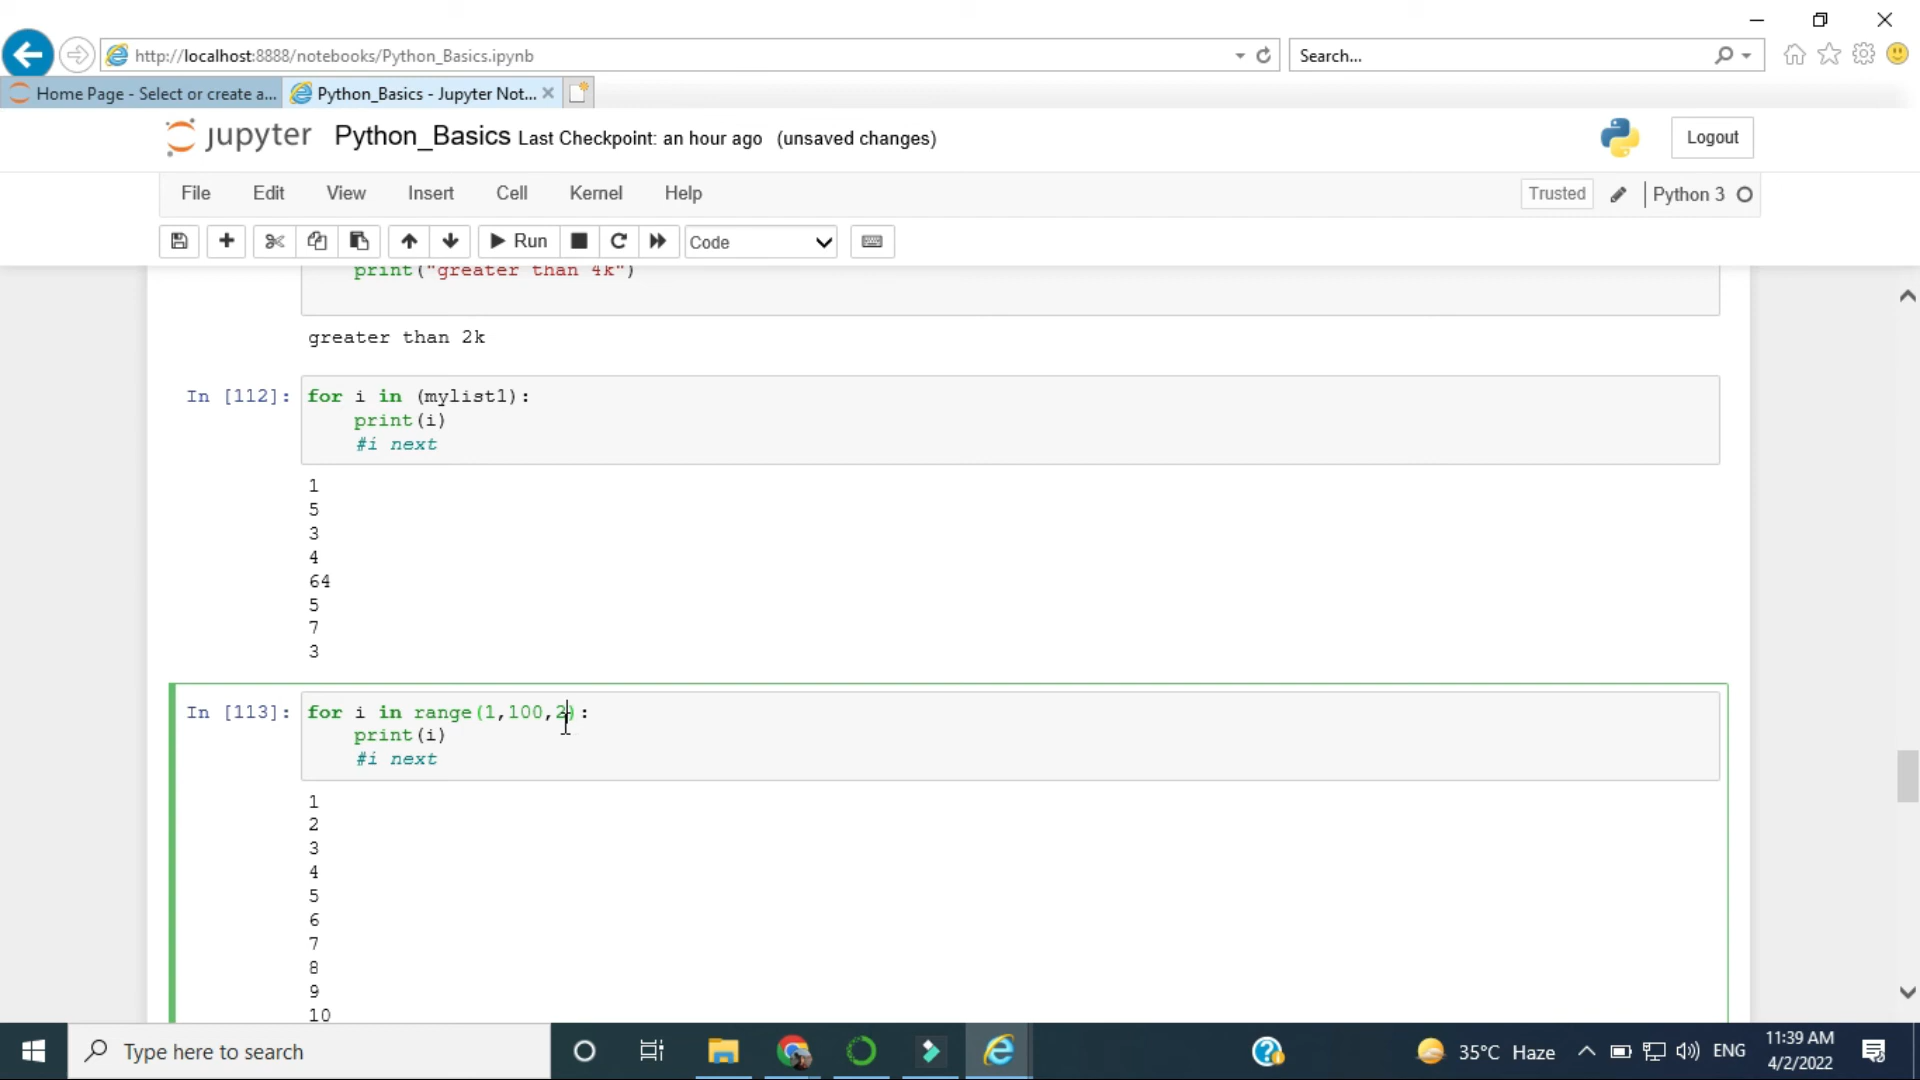 http://localhost:8888/notebooks/Python_Basics.ipynb
Search...
Home Page - Select or create a...
Python_Basics - Jupyter Not...
jupyter Python_Basics Last Checkpoint: an hour ago (unsaved changes)
Logout
File Edit View Insert Cell Kernel Help
Trusted
Python 3
Run
Code
print("greater than 4k")
greater than 2k
In [112]: for i in (mylist1):
print(i)
#i next
1
5
3
4
64
5
7
3
In [113]: for i in range(1,100,2):
print(i)
#i next
1
2
3
4
5
6
7
8
9
10
Type here to search
35°C Haze
ENG
11:39 AM
4/2/2022